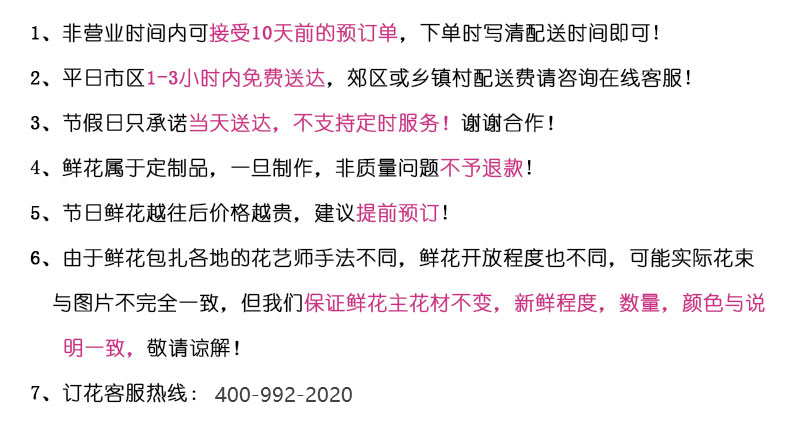 1、非营业时间内可接受10天前的预订单，下单时写清配送时间即可！
2、平日市区1-3小时内免费送达，郊区或乡镇村配送费请咨询在线客服！
3、节假日只承诺当天送达，不支持定时服务！谢谢合作！
4、鲜花属于定制品，一旦制作，非质量问题不予退款！
5、节日鲜花越往后价格越贵，建议提前预订！
6、由于鲜花包扎各地的花艺师手法不同，鲜花开放程度也不同，可能实际花束
与图片不完全一致，但我们保证鲜花主花材不变，新鲜程度，数量，颜色与说
明一致，敬请谅解！
7、订花客服热线：400-992-2020